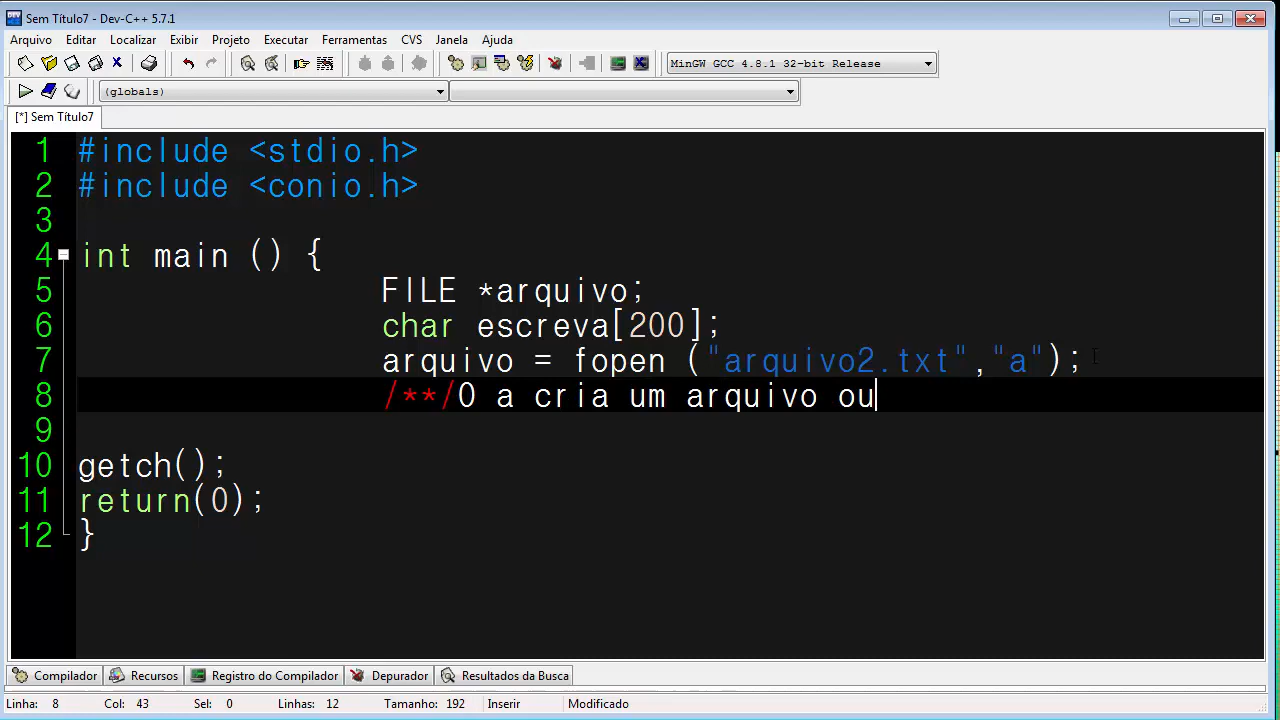 Sem Título7 - Dev-C++ 5.7.1
Arquivo Editar Localizar Exibir Projeto Executar Ferramentas CVS Janela Ajuda
MinGW GCC 4.8.1 32-bit Release
(globals)
[*] Sem Título7
1 #include <stdio.h>
2 #include <conio.h>
3
4 int main () {
5 FILE *arquivo;
6 char escreva[200];
7 arquivo = fopen ("arquivo2.txt","a");
8 /**/O a cria um arquivo ou
9
10 getch();
11 return(0);
12 }
Compilador Recursos Registro do Compilador Depurador Resultados da Busca
Linha: 8 Col: 43 Sel: 0 Linhas: 12 Tamanho: 192 Inserir Modificado